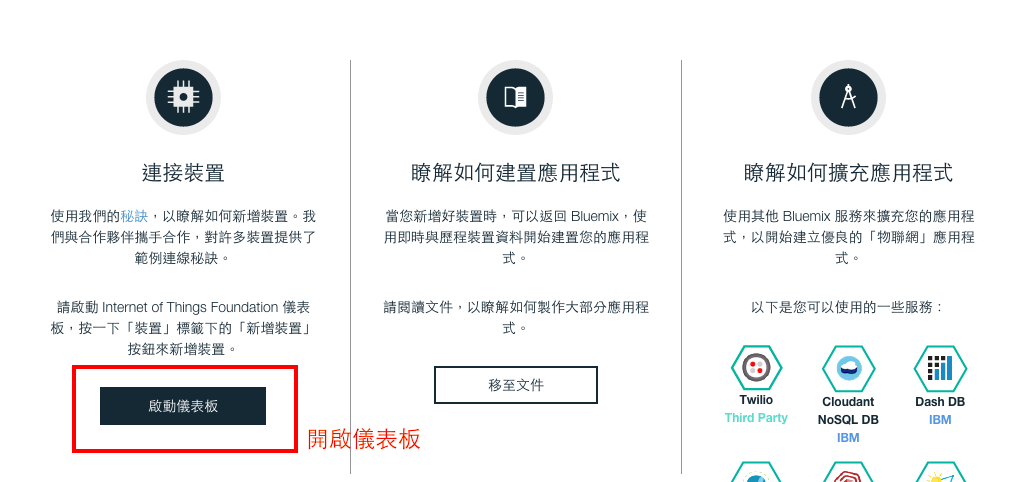 連接裝置
使用我們的秘訣，以瞭解如何新增裝置。我
們與合作夥伴攜手合作，對許多裝置提供了
範例連線秘訣。
請啟動 Internet of Things Foundation 儀表
板，按一下「裝置」標籤下的「新增裝置」
按鈕來新增裝置。
啟動儀表板
開啟儀表板
瞭解如何建置應用程式
當您新增好裝置時，可以返回 Bluemix，使
用即時與歷程裝置資料開始建置您的應用程
式。
請閱讀文件，以瞭解如何製作大部分應用程
式。
移至文件
瞭解如何擴充應用程式
使用其他 Bluemix 服務來擴充您的應用程
式，以開始建立優良的「物聯網」應用程
式。
以下是您可以使用的一些服務：
Twilio
Third Party
Cloudant
NoSQL DB
IBM
Dash DB
IBM